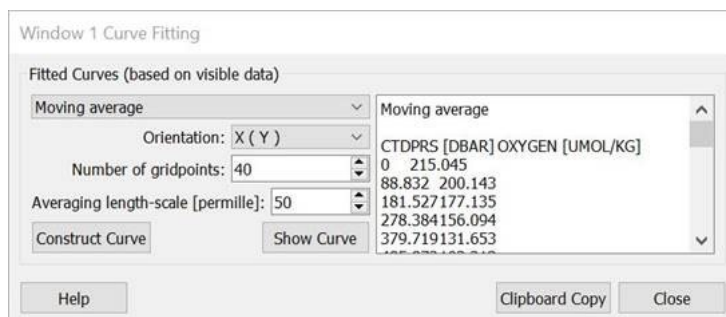 Window 1 Curve Fitting
Fitted Curves (based on visible data)
Moving average
Orientation: X ( Y )
Number of gridpoints: 40
Averaging length-scale [permille]: 50
Construct Curve
Show Curve
Moving average
CTDPRS [DBAR] OXYGEN [UMOL/KG]
0 215.045
88.832 200.143
181.527177.135
278.384156.094
379.719131.653
Help
Clipboard Copy
Close